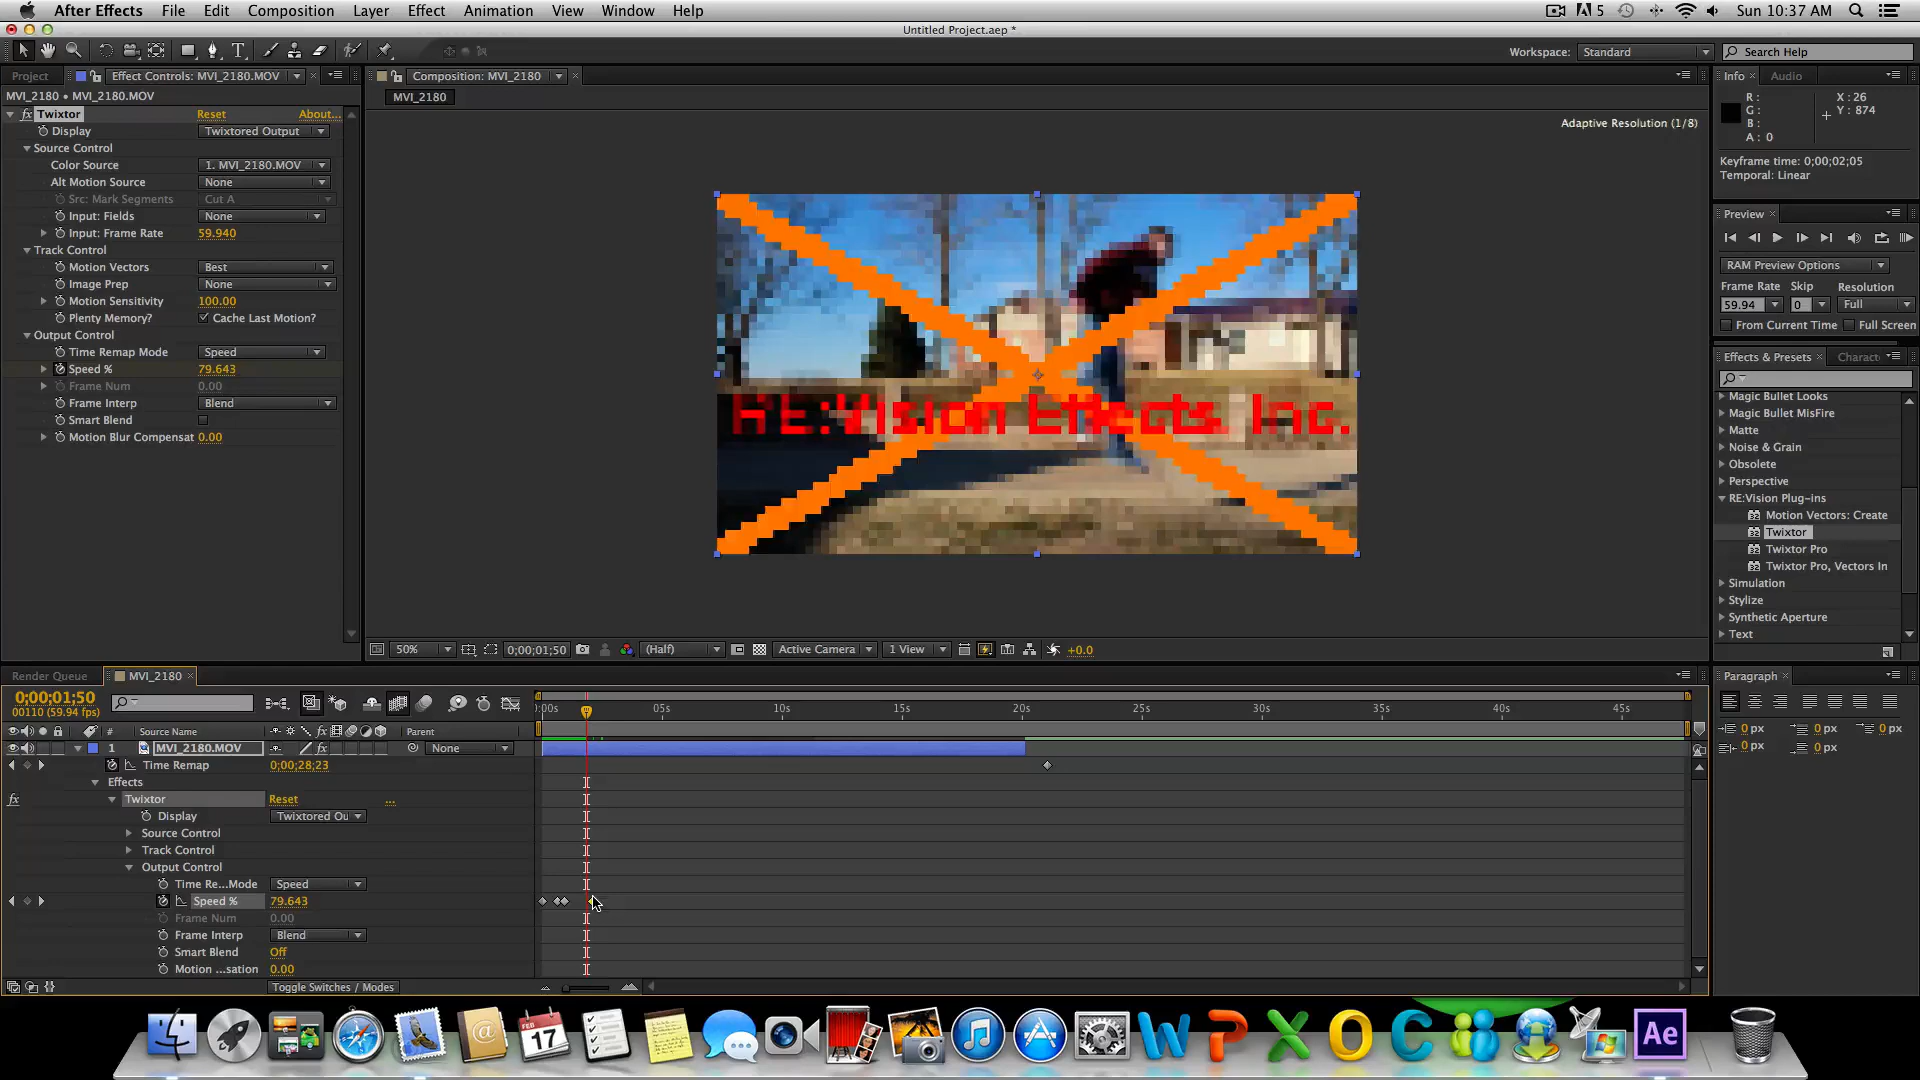 After Effects File Edit Composition Layer Effect Animation View Window Help 5 Sun 10:37 AM
Untitled Project.aep *
Workspace: Standard Search Help
Project Effect Controls: MVI_2180.MOV Composition: MVI_2180 Info Audio
MVI_2180 • MVI_2180.MOV MVI_2180
R: X : 26
G: Y : 874
B:
A: 0
fx Twixtor Reset About...
Adaptive Resolution (1/8)
Display Twixtored Output
Source Control
Keyframe time: 0;00;02;05
Color Source 1. MVI_2180.MOV
Temporal: Linear
Alt Motion Source None
Src: Mark Segments Cut A
Input: Fields None
Preview
Input: Frame Rate 59.940
Track Control
Motion Vectors Best
RAM Preview Options
Image Prep None
Frame Rate Skip Resolution
Motion Sensitivity 100.00
59.94 0 Full
Plenty Memory? Cache Last Motion?
From Current Time Full Screen
Output Control
Time Remap Mode Speed
Effects & Presets Charact
Speed % 79.643
Frame Num 0.00
Frame Interp Blend
Smart Blend
Motion Blur Compensat 0.00
RE:Vision Effects, Inc.
Magic Bullet Looks
Magic Bullet MisFire
Matte
Noise & Grain
Obsolete
Perspective
RE:Vision Plug-ins
Motion Vectors: Create
Twixtor
Twixtor Pro
Twixtor Pro, Vectors In
Simulation
Stylize
Synthetic Aperture
Text
50% 0;00;01;50 (Half) Active Camera 1 View +0.0
Render Queue MVI_2180 Paragraph
0;00;01;50
00110 (59.94 fps)
:00s 05s 10s 15s 20s 25s 30s 35s 40s 45s
# Source Name fx Parent
1 MVI_2180.MOV fx None
Time Remap 0;00;28;23
Effects
fx Twixtor Reset ...
Display Twixtored Ou
Source Control
Track Control
Output Control
Time Re...Mode Speed
Speed % 79.643
Frame Num 0.00
Frame Interp Blend
Smart Blend Off
Motion ...sation 0.00
Toggle Switches / Modes
0 px 0 px 0 px
0 px 0 px
FEB
17
W P X O C Ae